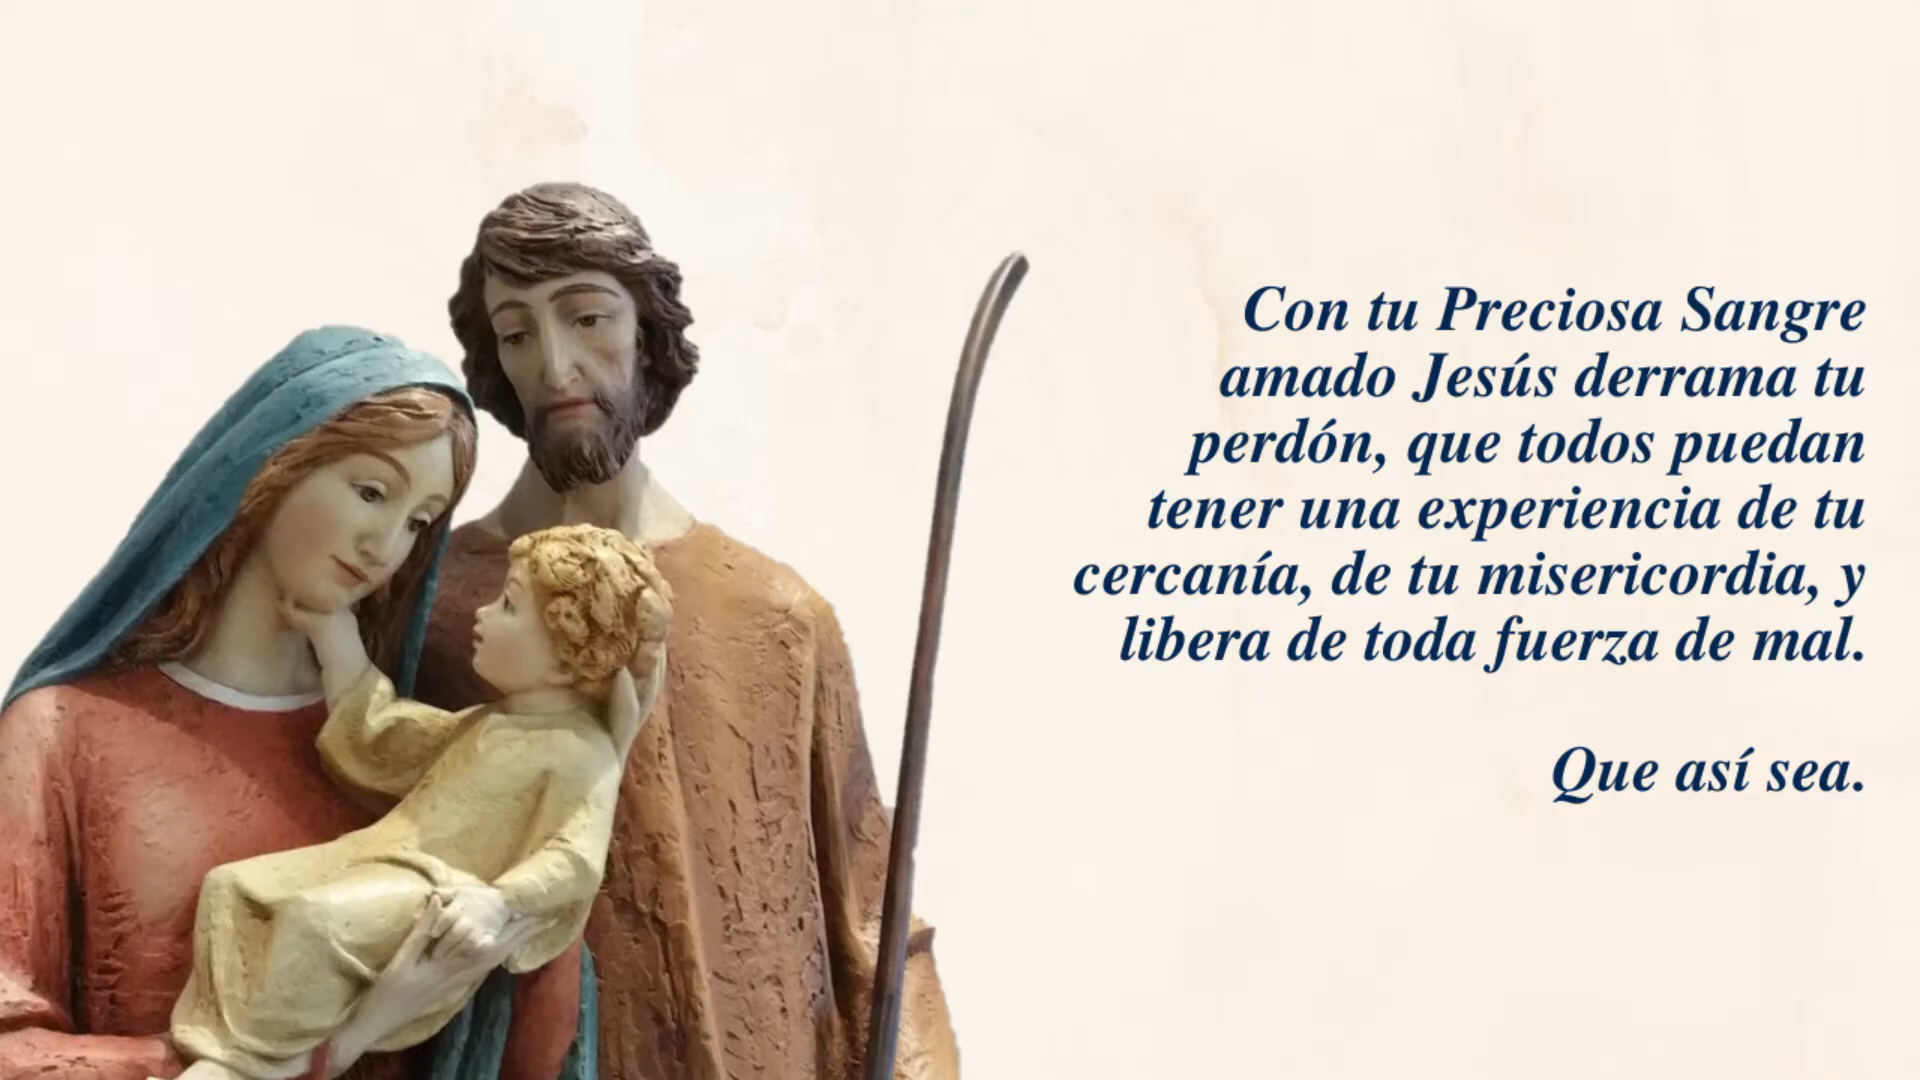 Con tu Preciosa Sangre
amado Jesús derrama tu
perdón, que todos puedan
tener una experiencia de tu
cercanía, de tu misericordia, y
libera de toda fuerza de mal.
Que así sea.